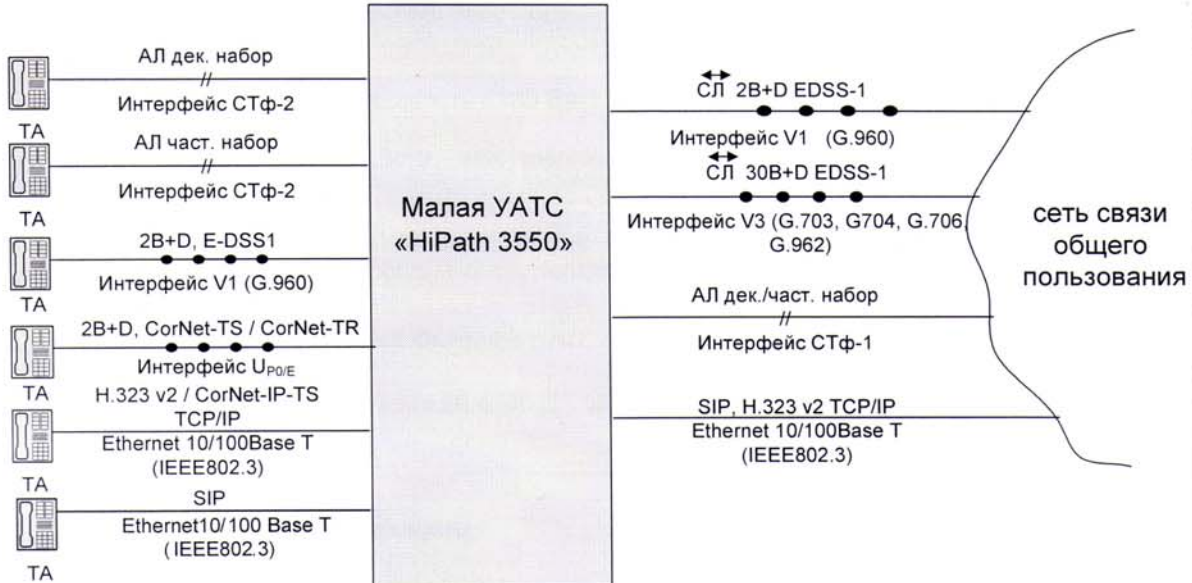 АЛ дек. набор
Интерфейс СТф-2
ТА
АЛ част. набор
Интерфейс СТф-2
ТА
2B+D, E-DSS1
Интерфейс V1 (G.960)
ТА
2B+D, CorNet-TS / CorNet-TR
Интерфейс UP0/E
ТА
H.323 v2 / CorNet-IP-TS
TCP/IP
Ethernet 10/100Base T
(IEEE802.3)
ТА
SIP
Ethernet10/100 Base T
(IEEE802.3)
ТА
Малая УАТС
«HiPath 3550»
СЛ 2B+D EDSS-1
Интерфейс V1 (G.960)
СЛ 30B+D EDSS-1
Интерфейс V3 (G.703, G704, G.706,
G.962)
АЛ дек./част. набор
Интерфейс СТф-1
SIP, H.323 v2 TCP/IP
Ethernet 10/100Base T
(IEEE802.3)
сеть связи
общего
пользования